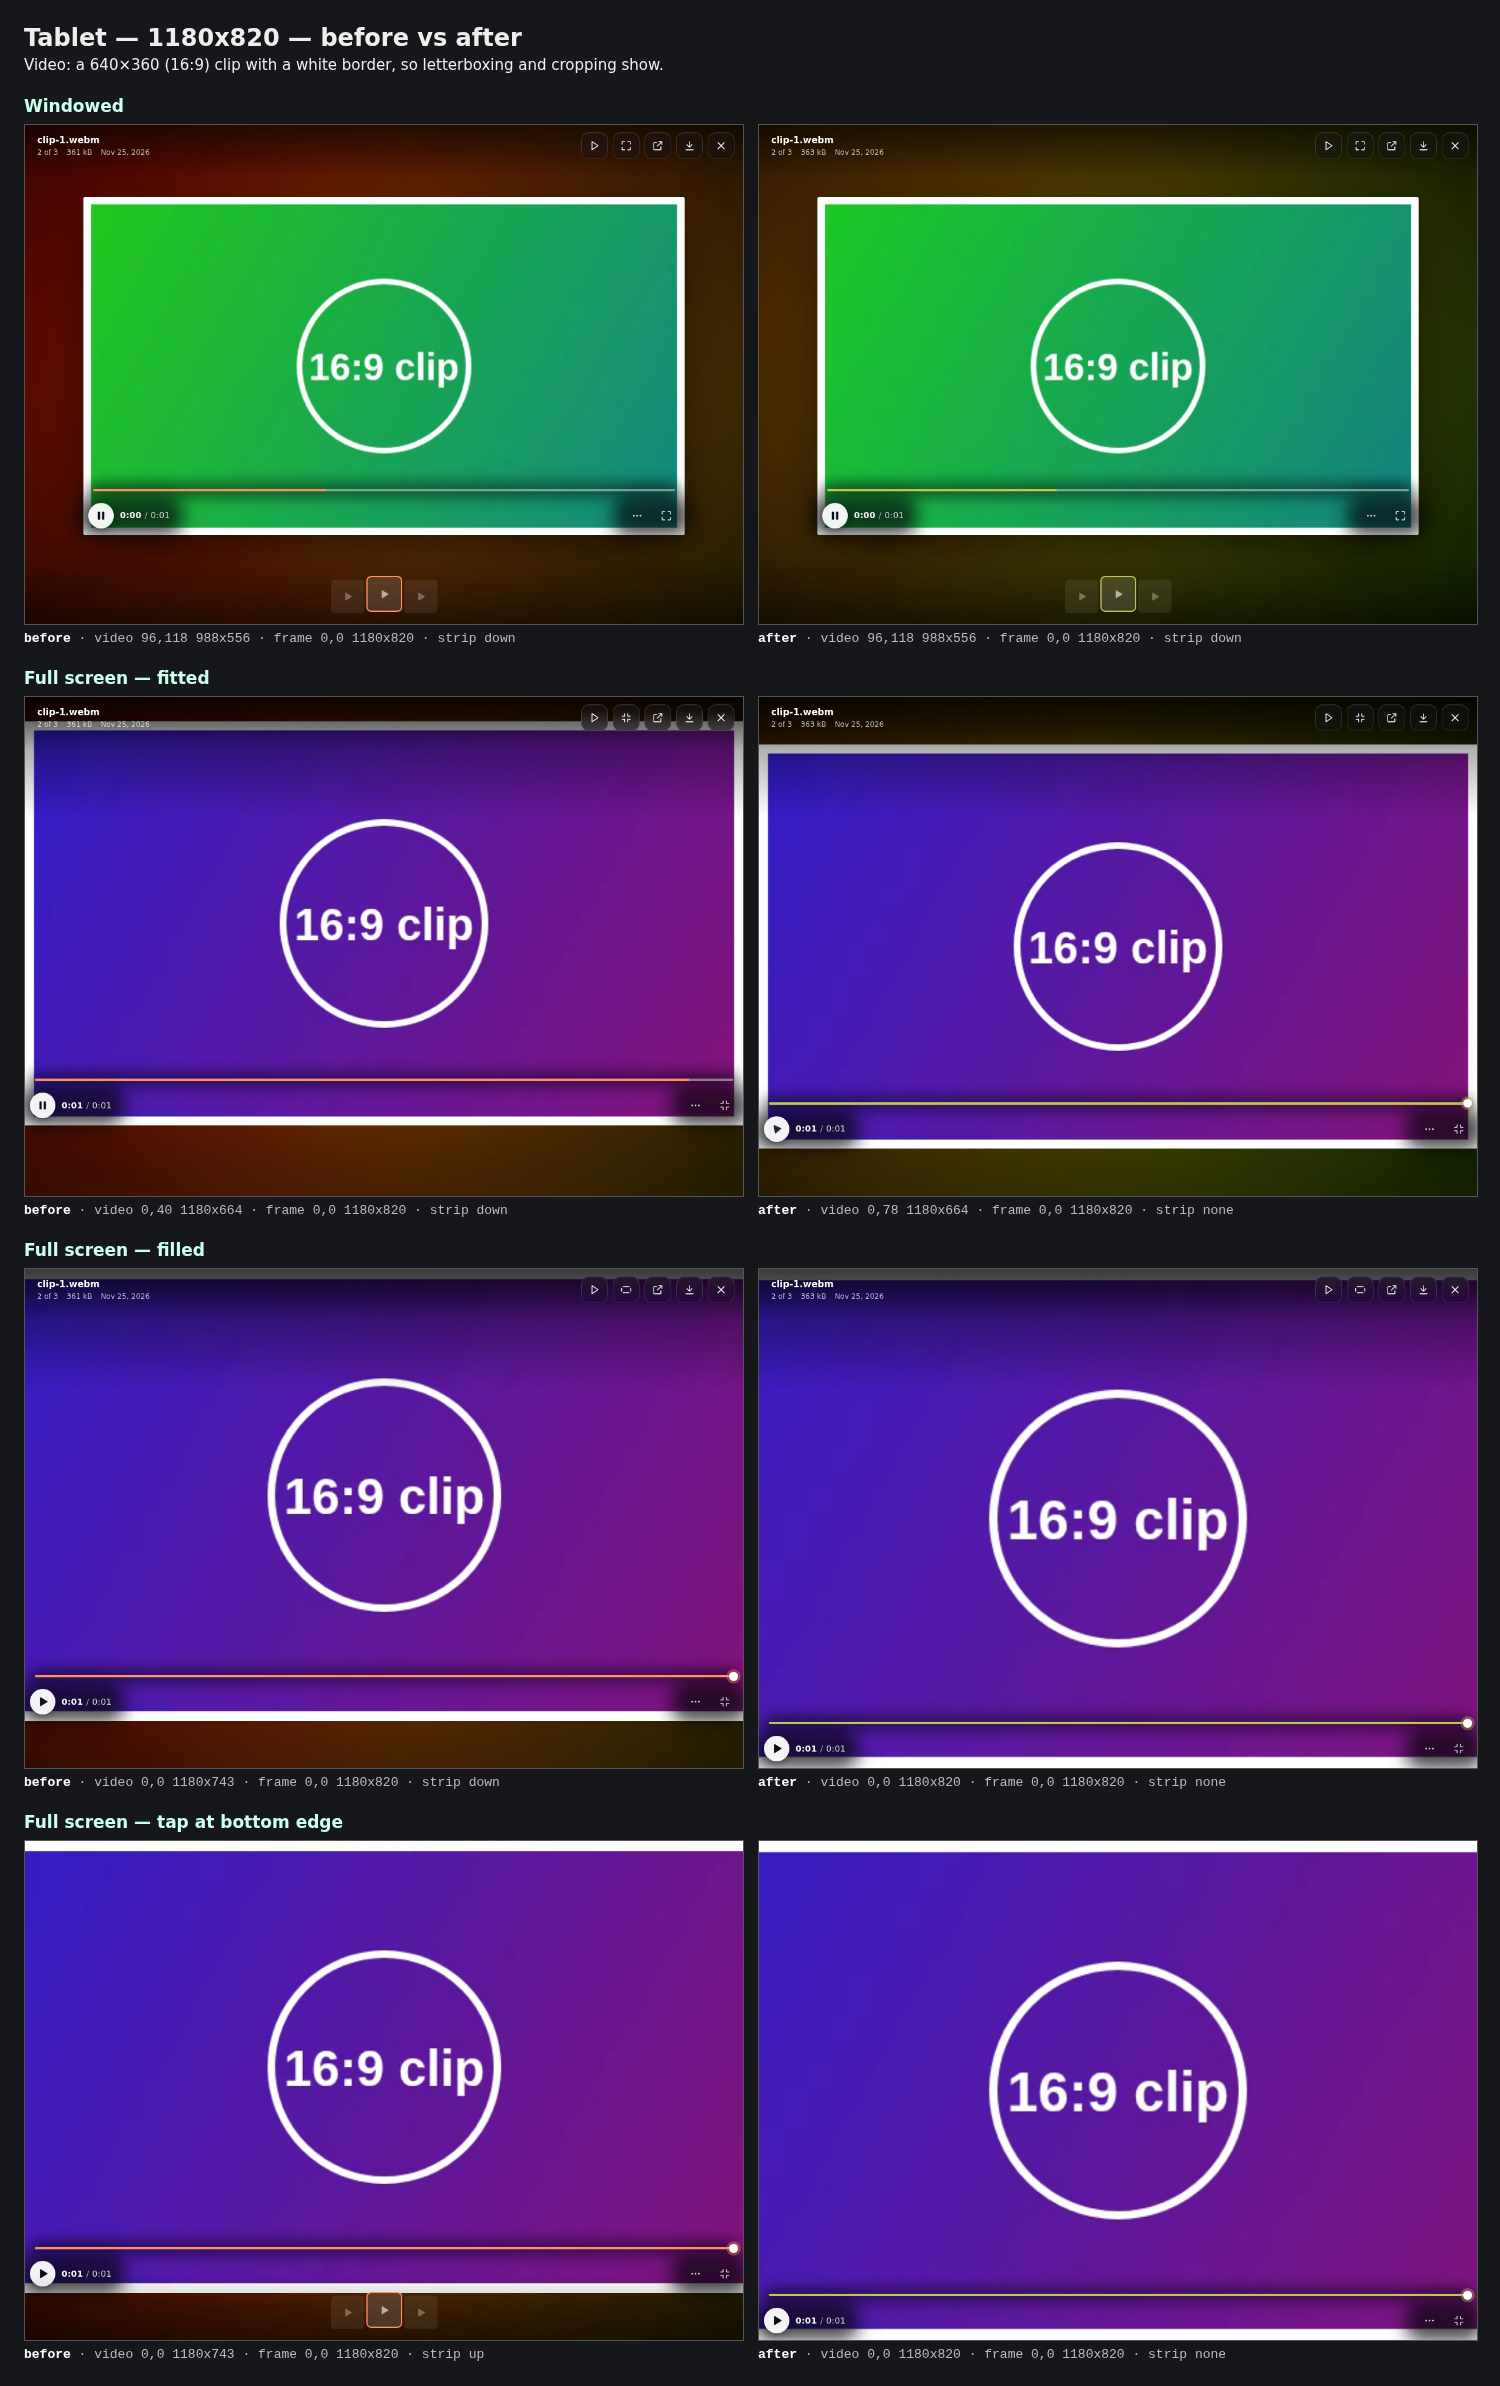 Tablet — 1180x820 — before vs after
Video: a 640×360 (16:9) clip with a white border, so letterboxing and cropping show.
Windowed
clip-1.webm
2 of 3 361 kB Nov 25, 2026
16:9 clip
0:00 / 0:01
before · video 96,118 988x556 · frame 0,0 1180x820 · strip down
clip-1.webm
2 of 3 363 kB Nov 25, 2026
16:9 clip
0:00 / 0:01
after · video 96,118 988x556 · frame 0,0 1180x820 · strip down
Full screen — fitted
clip-1.webm
2 of 3 361 kB Nov 25, 2026
16:9 clip
0:01 / 0:01
before · video 0,40 1180x664 · frame 0,0 1180x820 · strip down
clip-1.webm
2 of 3 363 kB Nov 25, 2026
16:9 clip
0:01 / 0:01
after · video 0,78 1180x664 · frame 0,0 1180x820 · strip none
Full screen — filled
clip-1.webm
2 of 3 361 kB Nov 25, 2026
16:9 clip
0:01 / 0:01
before · video 0,0 1180x743 · frame 0,0 1180x820 · strip down
clip-1.webm
2 of 3 363 kB Nov 25, 2026
16:9 clip
0:01 / 0:01
after · video 0,0 1180x820 · frame 0,0 1180x820 · strip none
Full screen — tap at bottom edge
16:9 clip
0:01 / 0:01
before · video 0,0 1180x743 · frame 0,0 1180x820 · strip up
16:9 clip
0:01 / 0:01
after · video 0,0 1180x820 · frame 0,0 1180x820 · strip none